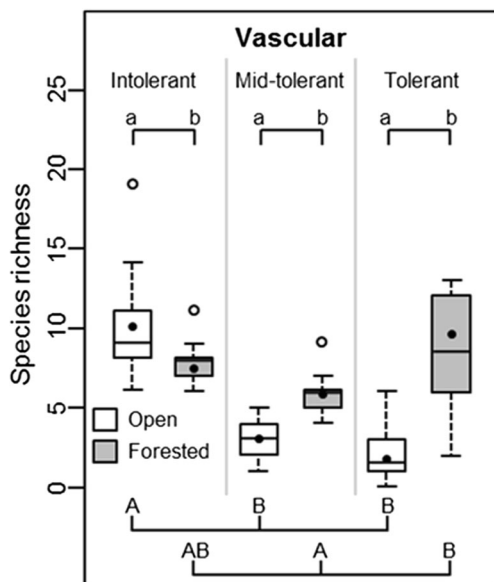 Vascular
Intolerant Mid-tolerant Tolerant
a b a b a b
Species richness
25
20
15
10
5
0
Open
Forested
A B B
AB A B